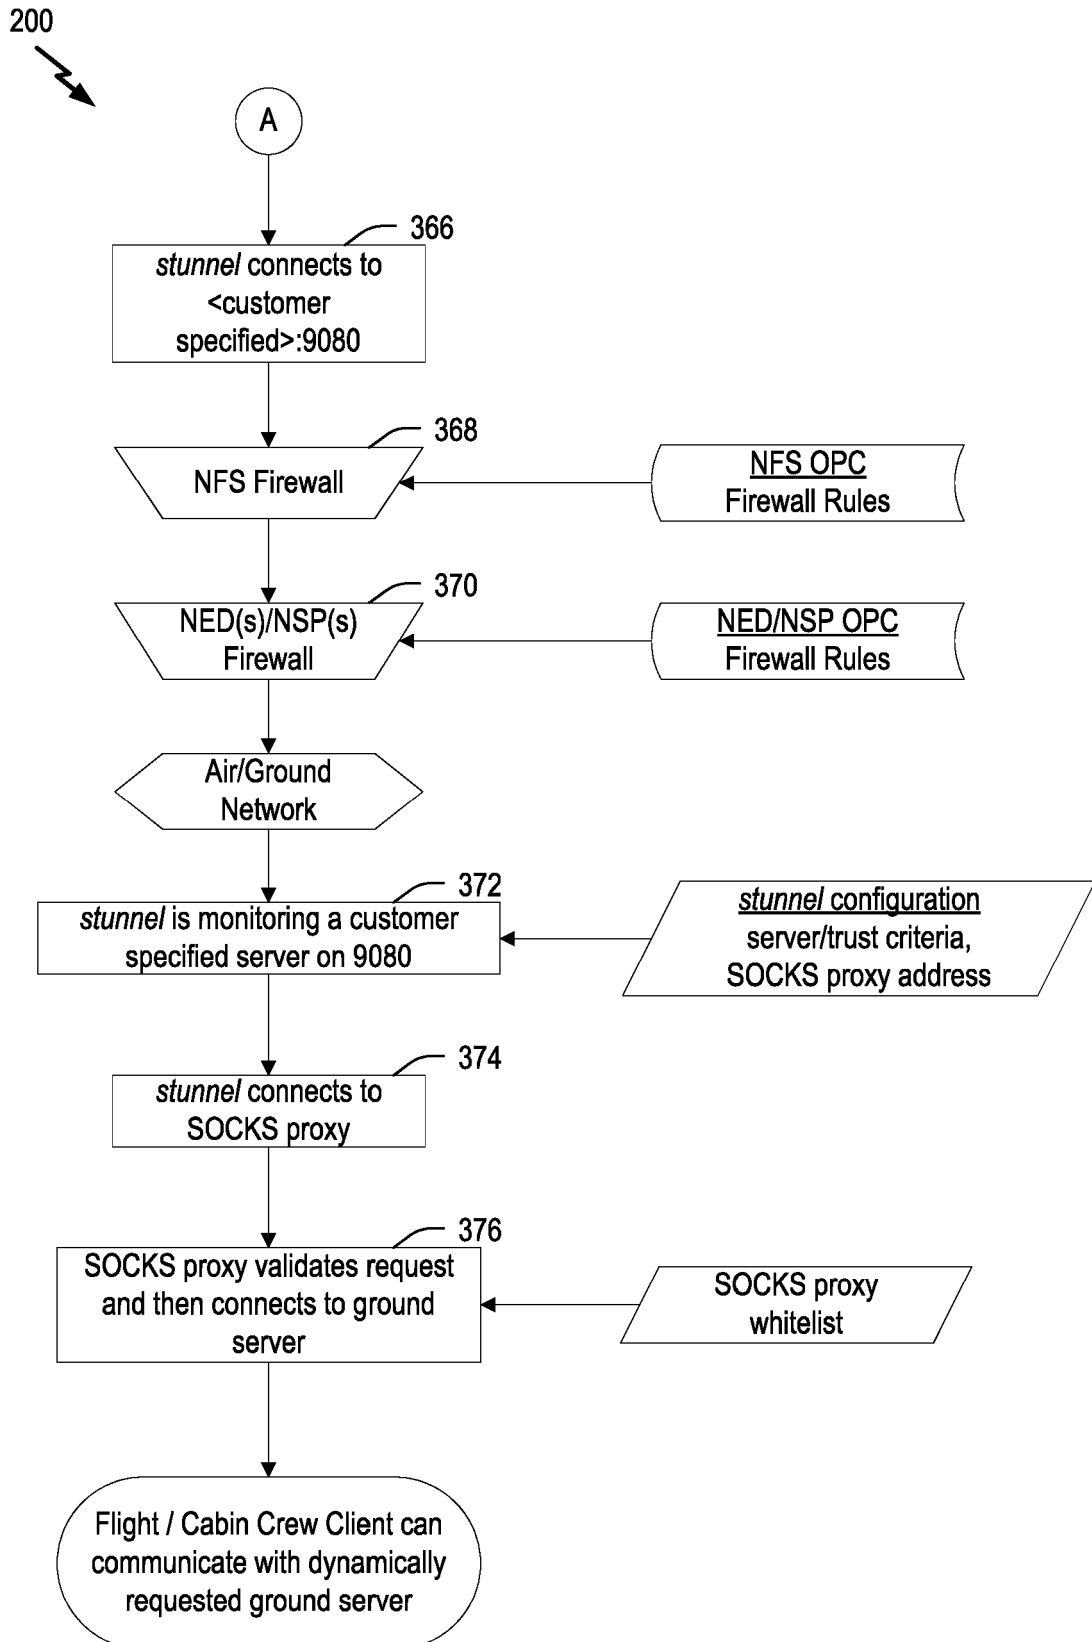 200
A
366
stunnel connects to
<customer
specified>:9080
368
NFS Firewall
NFS OPC
Firewall Rules
370
NED(s)/NSP(s)
Firewall
NED/NSP OPC
Firewall Rules
Air/Ground
Network
372
stunnel is monitoring a customer
specified server on 9080
stunnel configuration
server/trust criteria,
SOCKS proxy address
374
stunnel connects to
SOCKS proxy
376
SOCKS proxy validates request
and then connects to ground
server
SOCKS proxy
whitelist
Flight / Cabin Crew Client can
communicate with dynamically
requested ground server